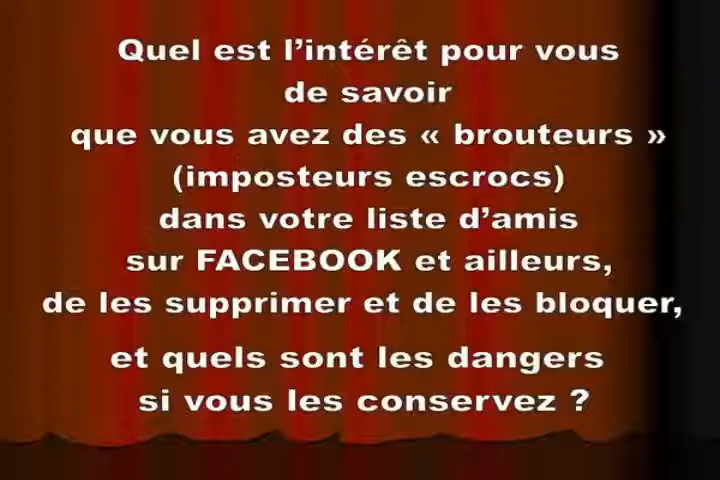 Quel est l’intérêt pour vous
de savoir
que vous avez des « brouteurs »
(imposteurs escrocs)
dans votre liste d’amis
sur FACEBOOK et ailleurs,
de les supprimer et de les bloquer,
et quels sont les dangers
si vous les conservez ?